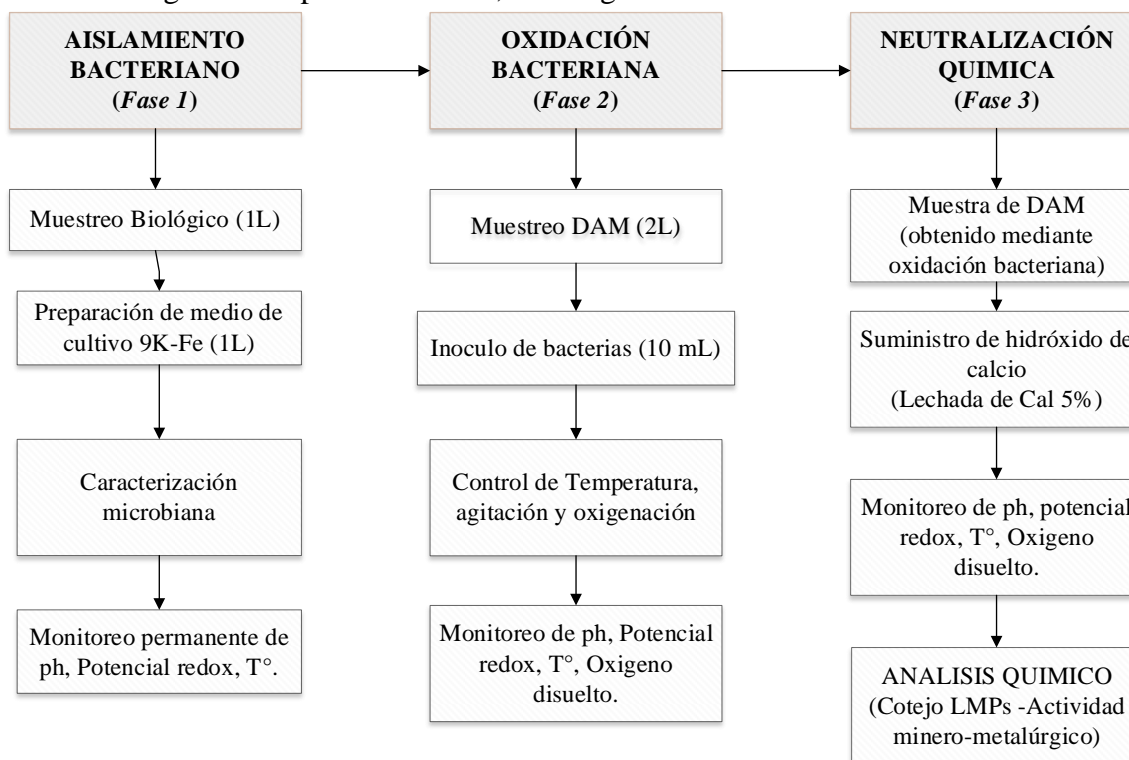 AISLAMIENTO
BACTERIANO
(Fase 1)
Muestreo Biológico (1L)
Preparación de medio de
cultivo 9K-Fe (1L)
Caracterización
microbiana
Monitoreo permanente de
ph, Potencial redox, T°.
OXIDACIÓN
BACTERIANA
(Fase 2)
Muestreo DAM (2L)
Inoculo de bacterias (10 mL)
Control de Temperatura,
agitación y oxigenación
Monitoreo de ph, Potencial
redox, T°, Oxigeno
disuelto.
NEUTRALIZACIÓN
QUIMICA
(Fase 3)
Muestra de DAM
(obtenido mediante
oxidación bacteriana)
Suministro de hidróxido de
calcio
(Lechada de Cal 5%)
Monitoreo de ph, potencial
redox, T°, Oxigeno
disuelto.
ANALISIS QUIMICO
(Cotejo LMPs -Actividad
minero-metalúrgico)